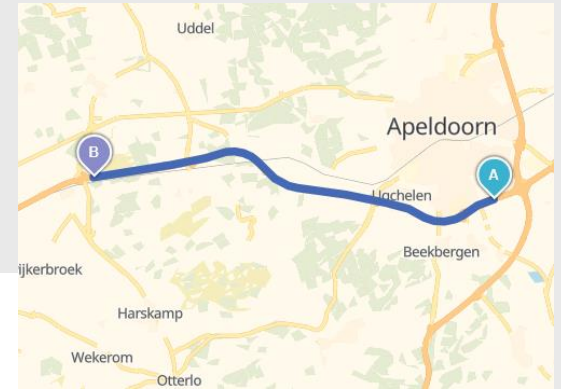 Uddel
Apeldoorn
B
A
Ugchelen
Beekbergen
ijkerbroek
Harskamp
Wekerom
Otterlo